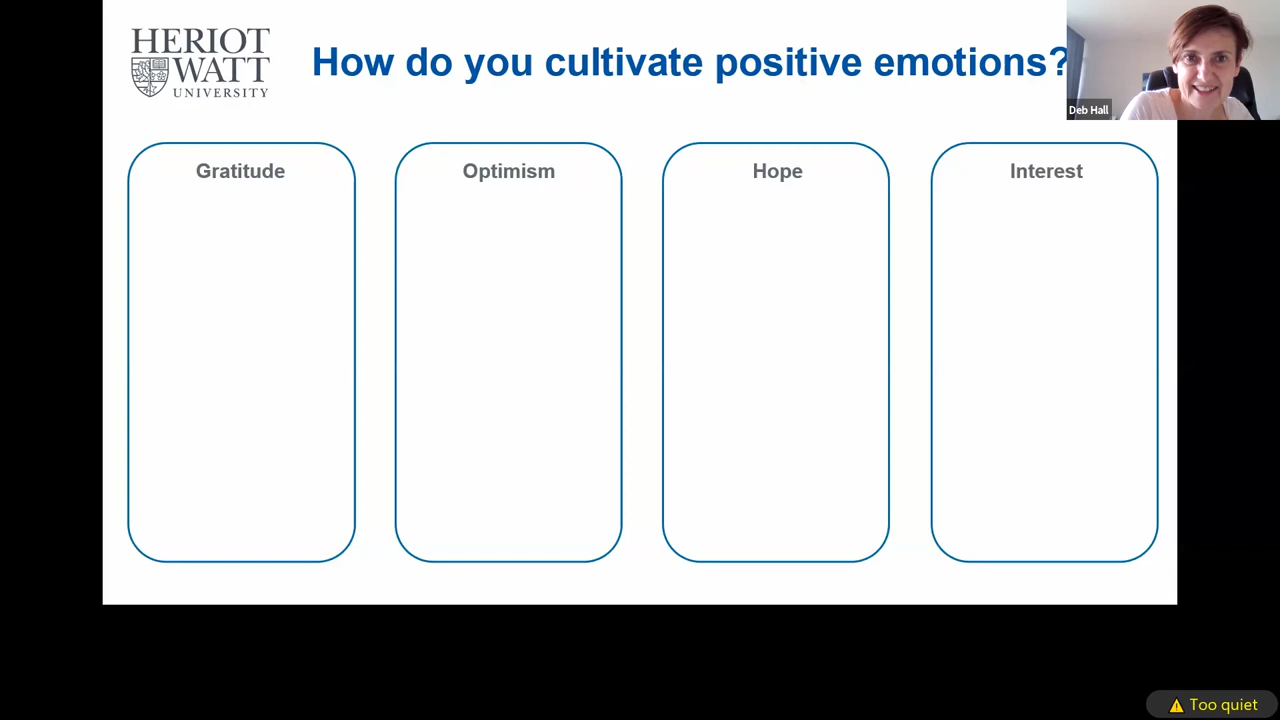 HERIOT
WATT
UNIVERSITY
How do you cultivate positive emotions?
Deb Hall
Gratitude
Optimism
Hope
Interest
Too quiet